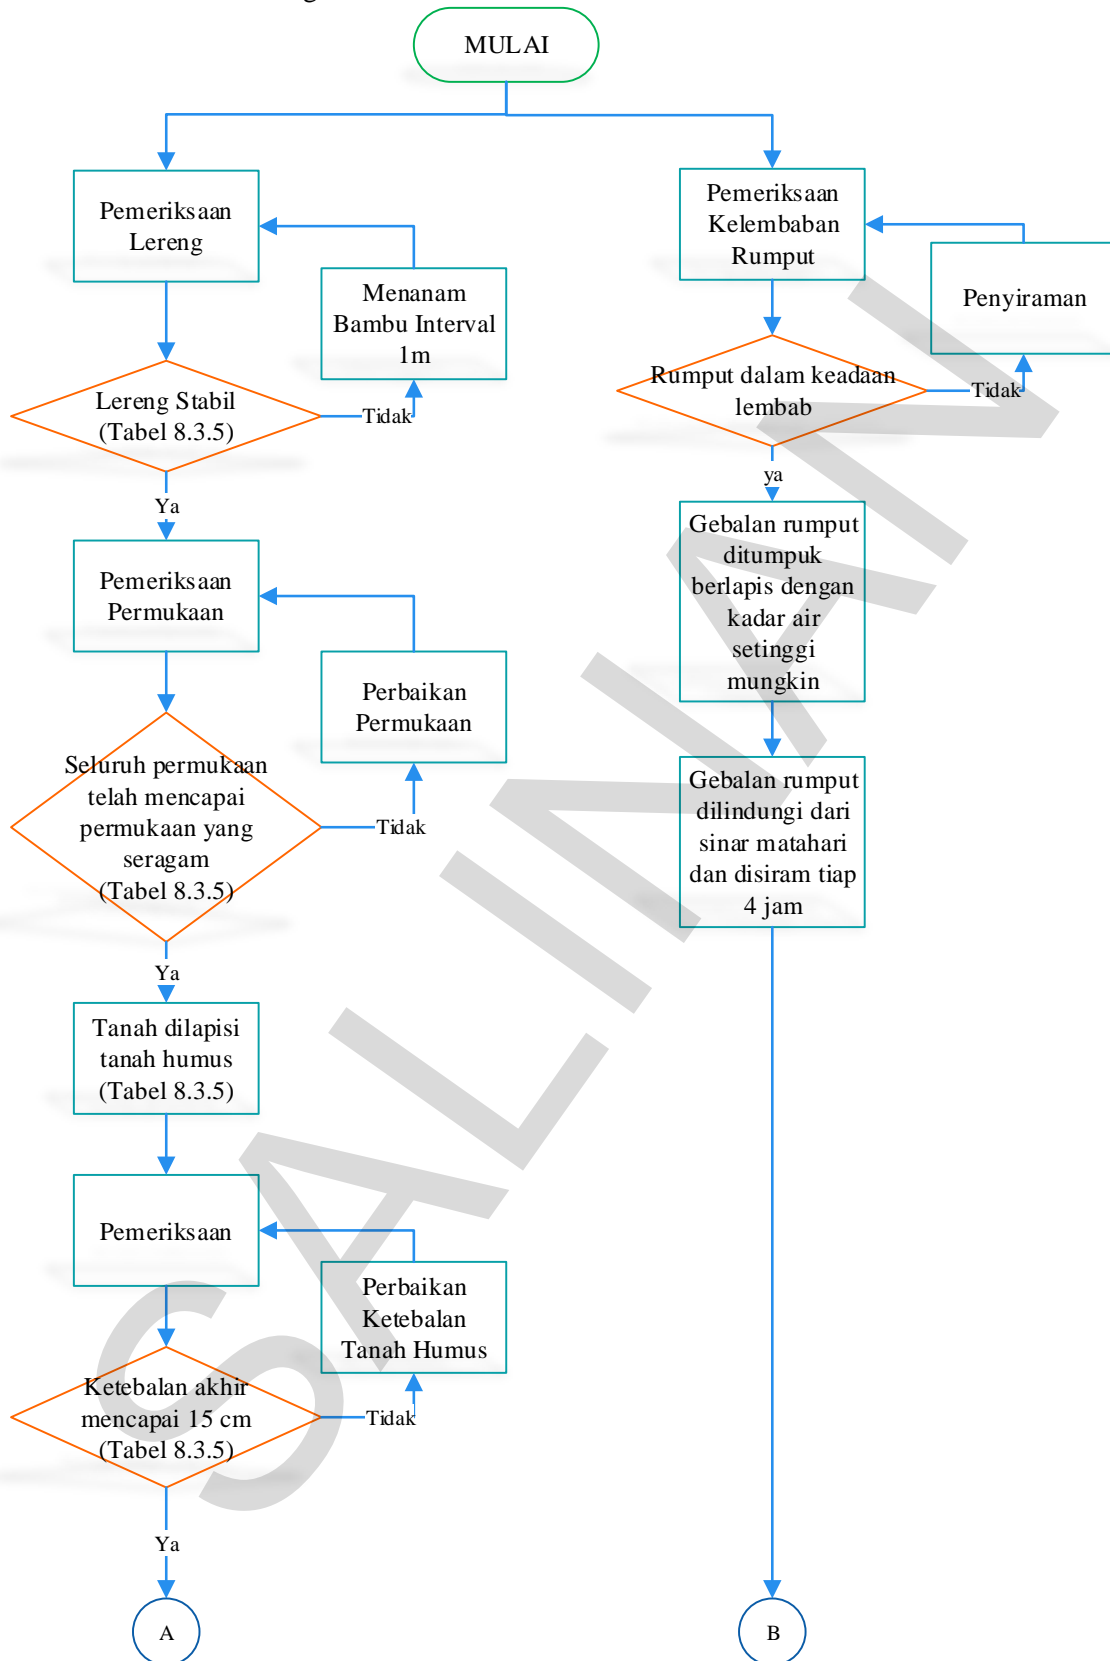 MULAI
Pemeriksaan
Lereng
Menanam
Bambu Interval
1m
Lereng Stabil
(Tabel 8.3.5)
Tidak
Ya
Pemeriksaan
Permukaan
Perbaikan
Permukaan
Seluruh permukaan
telah mencapai
permukaan yang
seragam
(Tabel 8.3.5)
Tidak
Ya
Tanah dilapisi
tanah humus
(Tabel 8.3.5)
Pemeriksaan
Perbaikan
Ketebalan
Tanah Humus
Ketebalan akhir
mencapai 15 cm
(Tabel 8.3.5)
Tidak
Ya
A
Pemeriksaan
Kelembaban
Rumput
Penyiraman
Rumput dalam keadaan
lembab
Tidak
ya
Gebalan rumput
ditumpuk
berlapis dengan
kadar air
setinggi
mungkin
Gebalan rumput
dilindungi dari
sinar matahari
dan disiram tiap
4 jam
B
SALINAN